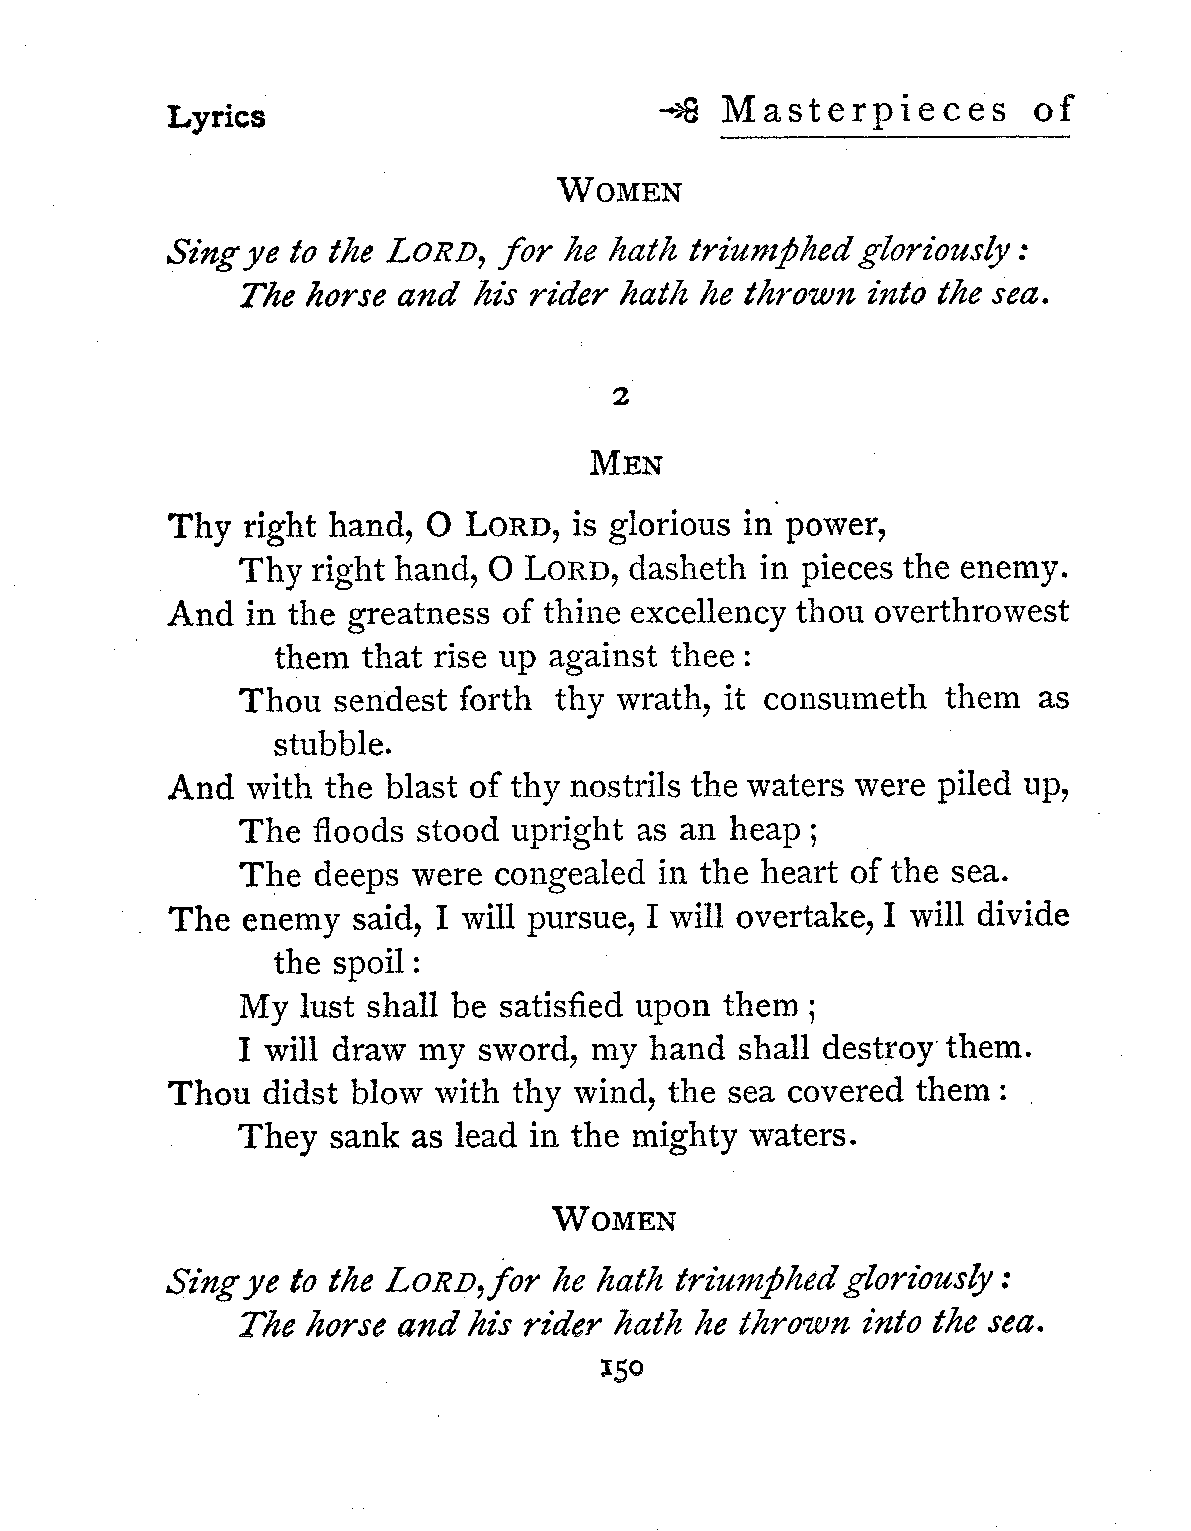 Lyrics Masterpieces of
WOMEN
Sing ye to the LORD, for he hath triumphed gloriously :
The horse and his rider hath he thrown into the sea.
2
MEN
Thy right hand, O LORD, is glorious in power,
Thy right hand, O LORD, dasheth in pieces the enemy.
And in the greatness of thine excellency thou overthrowest
them that rise up against thee :
Thou sendest forth thy wrath, it consumeth them as
stubble.
And with the blast of thy nostrils the waters were piled up,
The floods stood upright as an heap ;
The deeps were congealed in the heart of the sea.
The enemy said, I will pursue, I will overtake, I will divide
the spoil :
My lust shall be satisfied upon them ;
I will draw my sword, my hand shall destroy them.
Thou didst blow with thy wind, the sea covered them :
They sank as lead in the mighty waters.
WOMEN
Sing ye to the LORD, for he hath triumphed gloriously :
The horse and his rider hath he thrown into the sea.
150